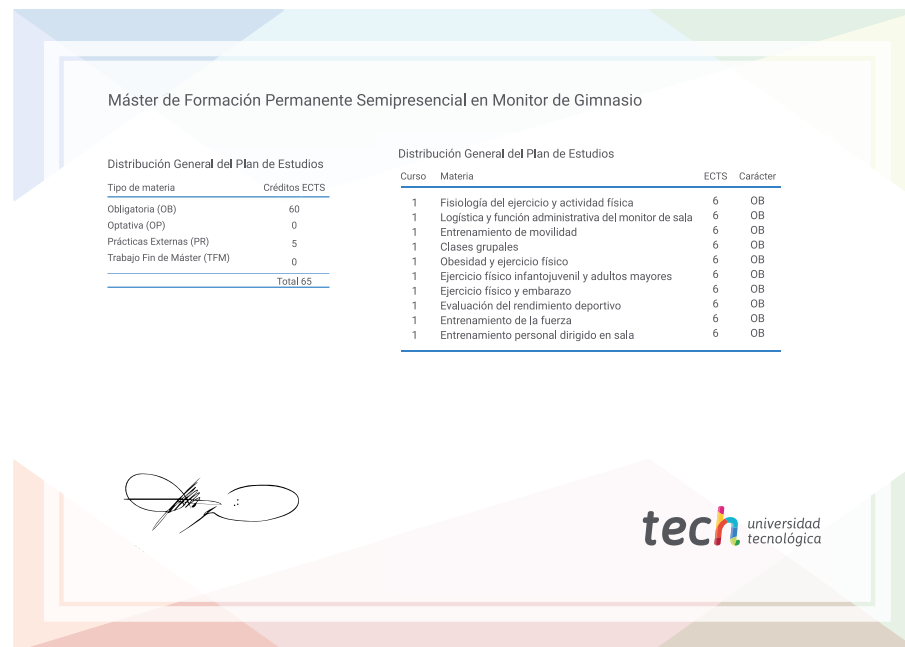 Máster de Formación Permanente Semipresencial en Monitor de Gimnasio
Distribución General del Plan de Estudios
Tipo de materia Créditos ECTS
Obligatoria (OB) 60
Optativa (OP) 0
Prácticas Externas (PR) 5
Trabajo Fin de Máster (TFM) 0
Total 65
Distribución General del Plan de Estudios
Curso Materia ECTS Carácter
1 Fisiología del ejercicio y actividad física 6 OB
1 Logística y función administrativa del monitor de sala 6 OB
1 Entrenamiento de movilidad 6 OB
1 Clases grupales 6 OB
1 Obesidad y ejercicio físico 6 OB
1 Ejercicio físico infantojuvenil y adultos mayores 6 OB
1 Ejercicio físico y embarazo 6 OB
1 Evaluación del rendimiento deportivo 6 OB
1 Entrenamiento de la fuerza 6 OB
1 Entrenamiento personal dirigido en sala 6 OB
tech universidad
tecnológica